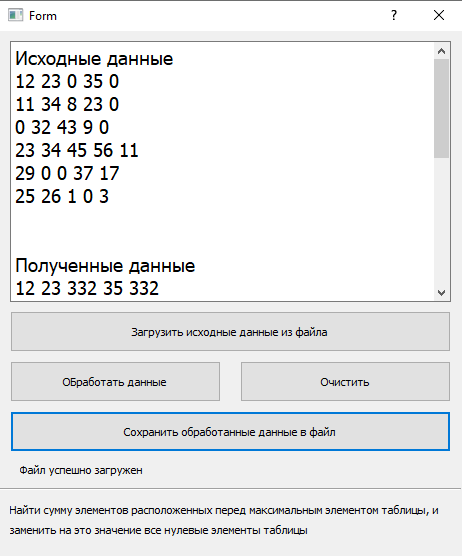 Form
?
Исходные данные
12 23 0 35 0
11 34 8 23 0
0 32 43 9 0
23 34 45 56 11
29 0 0 37 17
25 26 1 0 3
Полученные данные
12 23 332 35 332
Загрузить исходные данные из файла
Обработать данные
Очистить
Сохранить обработанные данные в файл
Файл успешно загружен
Найти сумму элементов расположенных перед максимальным элементом таблицы, и
заменить на это значение все нулевые элементы таблицы